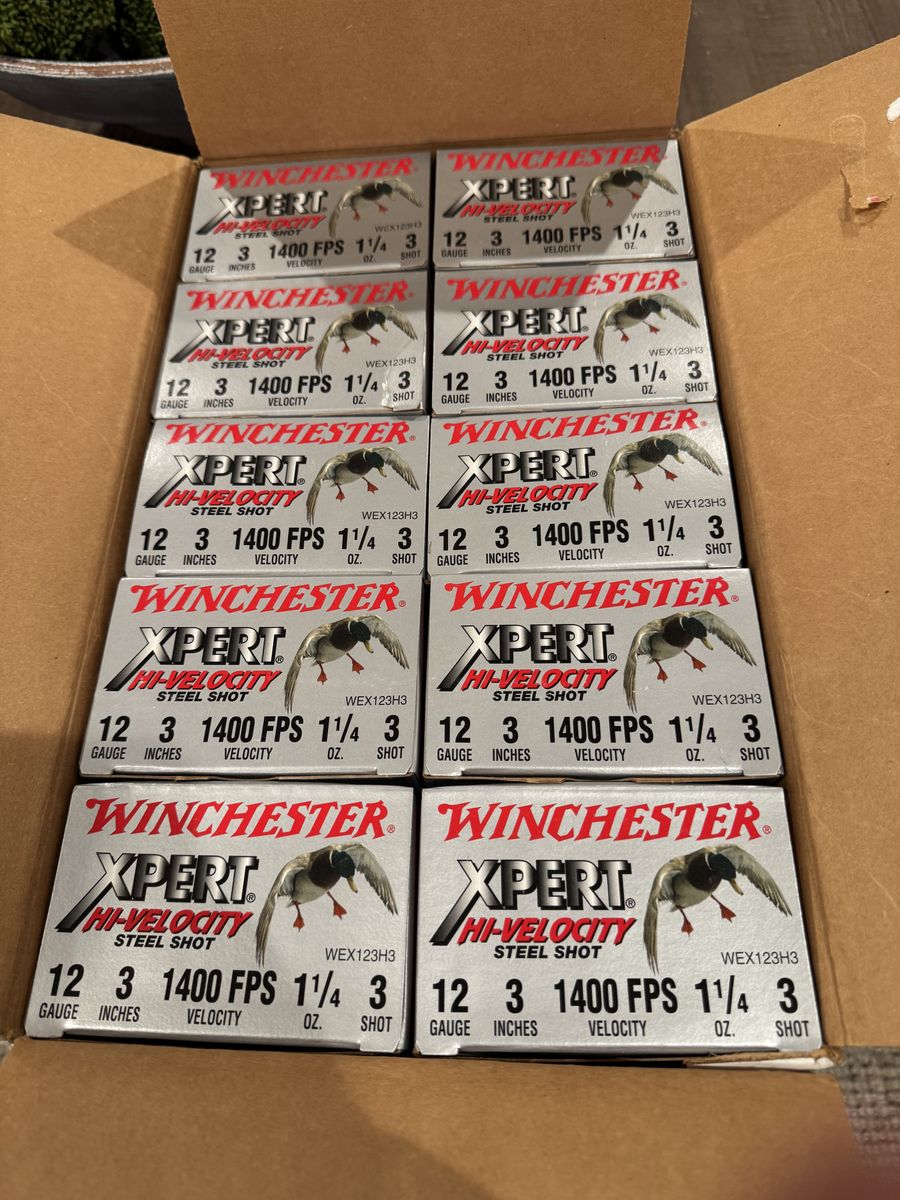 WINCHESTER®
XPERT®
HI-VELOCITY
STEEL SHOT
WEX123H3
12 3 1400 FPS 1 1/4 3
GAUGE INCHES VELOCITY OZ. SHOT
WINCHESTER
XPERT
HI-VELOCITY
STEEL SHOT
WEX123H3
12 3 1400 FPS 1 1/4 3
GAUGE INCHES VELOCITY OZ. SHOT
WINCHESTER®
XPERT®
HI-VELOCITY
STEEL SHOT
WEX123H3
12 3 1400 FPS 1 1/4 3
GAUGE INCHES VELOCITY OZ. SHOT
WINCHESTER®
XPERT®
HI-VELOCITY
STEEL SHOT
WEX123H3
12 3 1400 FPS 1 1/4 3
GAUGE INCHES VELOCITY OZ. SHOT
WINCHESTER®
XPERT®
HI-VELOCITY
STEEL SHOT
WEX123H3
12 3 1400 FPS 1 1/4 3
GAUGE INCHES VELOCITY OZ. SHOT
WINCHESTER®
XPERT®
HI-VELOCITY
STEEL SHOT
WEX123H3
12 3 1400 FPS 1 1/4 3
GAUGE INCHES VELOCITY OZ. SHOT
WINCHESTER®
XPERT®
HI-VELOCITY
STEEL SHOT
WEX123H3
12 3 1400 FPS 1 1/4 3
GAUGE INCHES VELOCITY OZ. SHOT
WINCHESTER®
XPERT®
HI-VELOCITY
STEEL SHOT
WEX123H3
12 3 1400 FPS 1 1/4 3
GAUGE INCHES VELOCITY OZ. SHOT
WINCHESTER®
XPERT®
HI-VELOCITY
STEEL SHOT
WEX123H3
12 3 1400 FPS 1 1/4 3
GAUGE INCHES VELOCITY OZ. SHOT
WINCHESTER®
XPERT®
HI-VELOCITY
STEEL SHOT
WEX123H3
12 3 1400 FPS 1 1/4 3
GAUGE INCHES VELOCITY OZ. SHOT